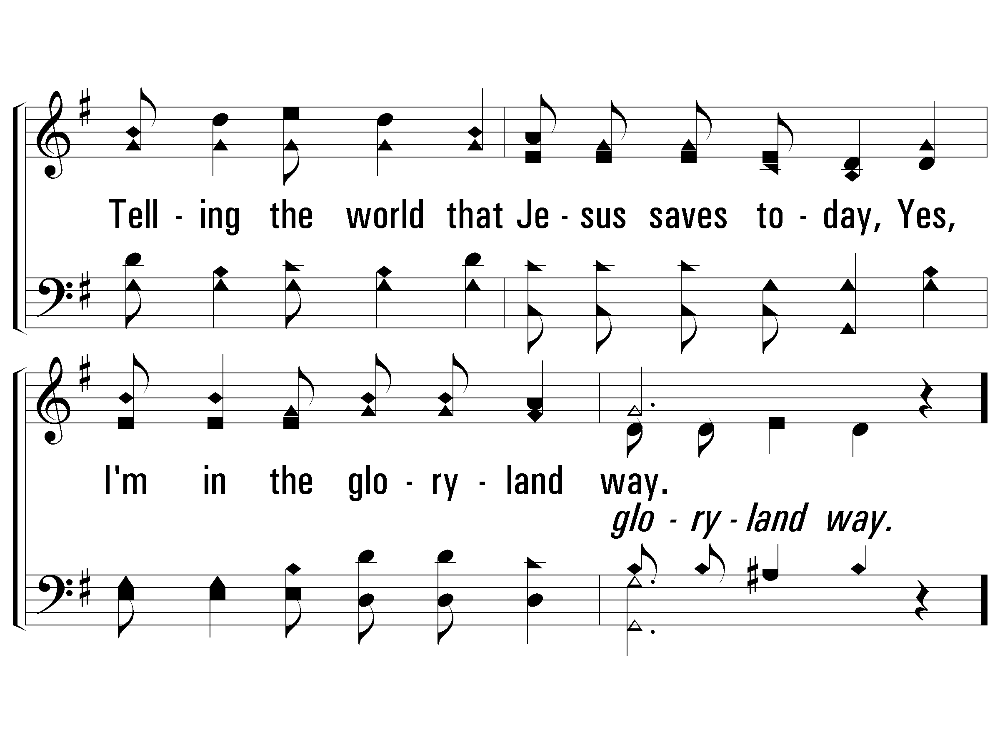 Tell - ing the world that Je - sus saves to - day, Yes,
I'm in the glo - ry - land way.
glo - ry - land way.